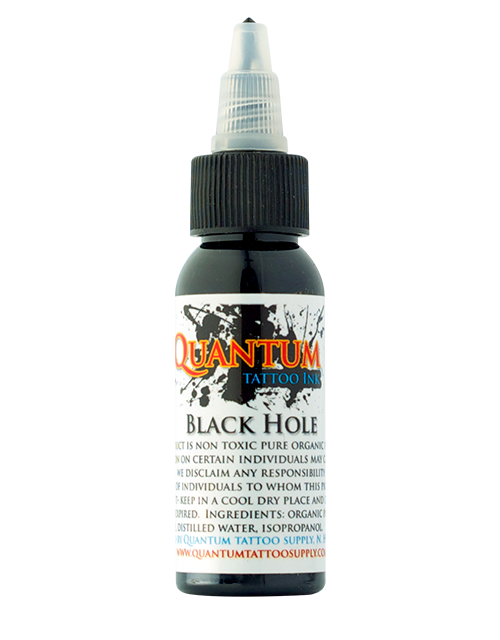 QUANTUM
TATTOO INK
BLACK HOLE
IS NON TOXIC PURE ORGANIC
ON CERTAIN INDIVIDUALS MAY
WE DISCLAIM ANY RESPONSIBILITY
OF INDIVIDUALS TO WHOM THIS
KEEP IN A COOL DRY PLACE AND
INGREDIENTS: ORGANIC
DISTILLED WATER, ISOPROPANOL.
QUANTUM TATTOO SUPPLY, N.
WWW.QUANTUMTATTOOSUPPLY.CO